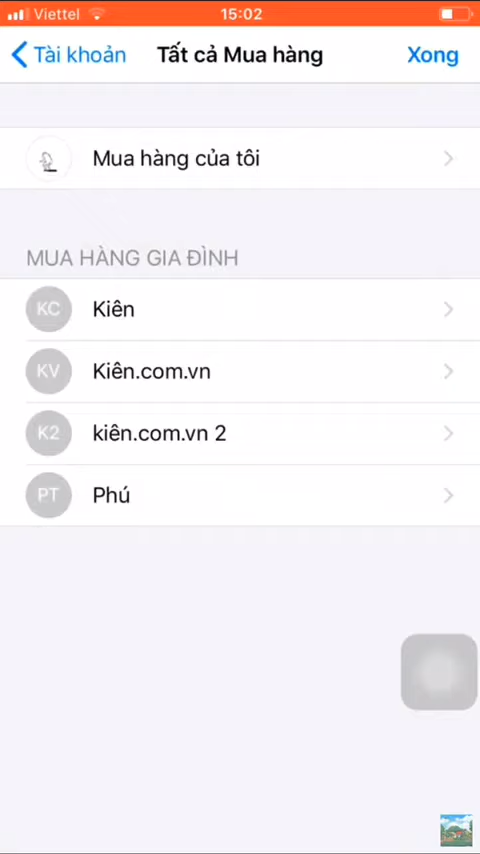 Viettel 15:02
Tài khoản Tất cả Mua hàng Xong
Mua hàng của tôi
MUA HÀNG GIA ĐÌNH
KC Kiên
KV Kiên.com.vn
K2 kiên.com.vn 2
PT Phú